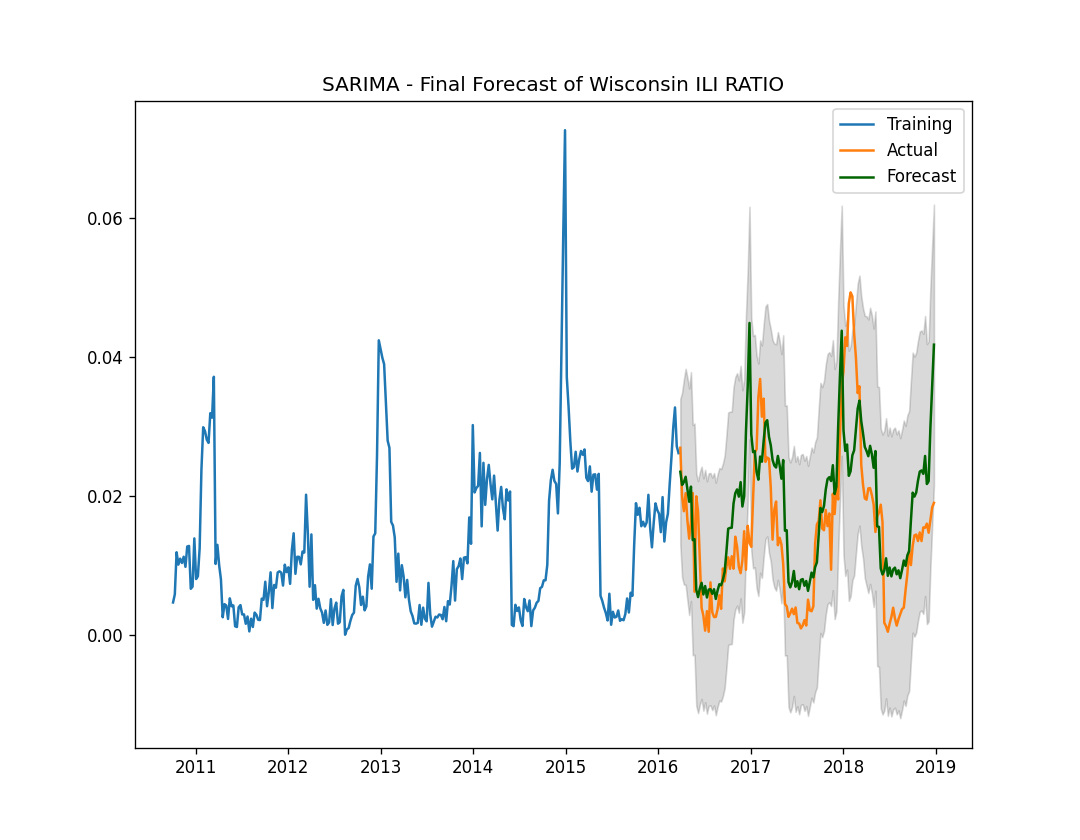 SARIMA - Final Forecast of Wisconsin ILI RATIO
Training
Actual
Forecast
0.06
0.04
0.02
0.00
2011 2012 2013 2014 2015 2016 2017 2018 2019